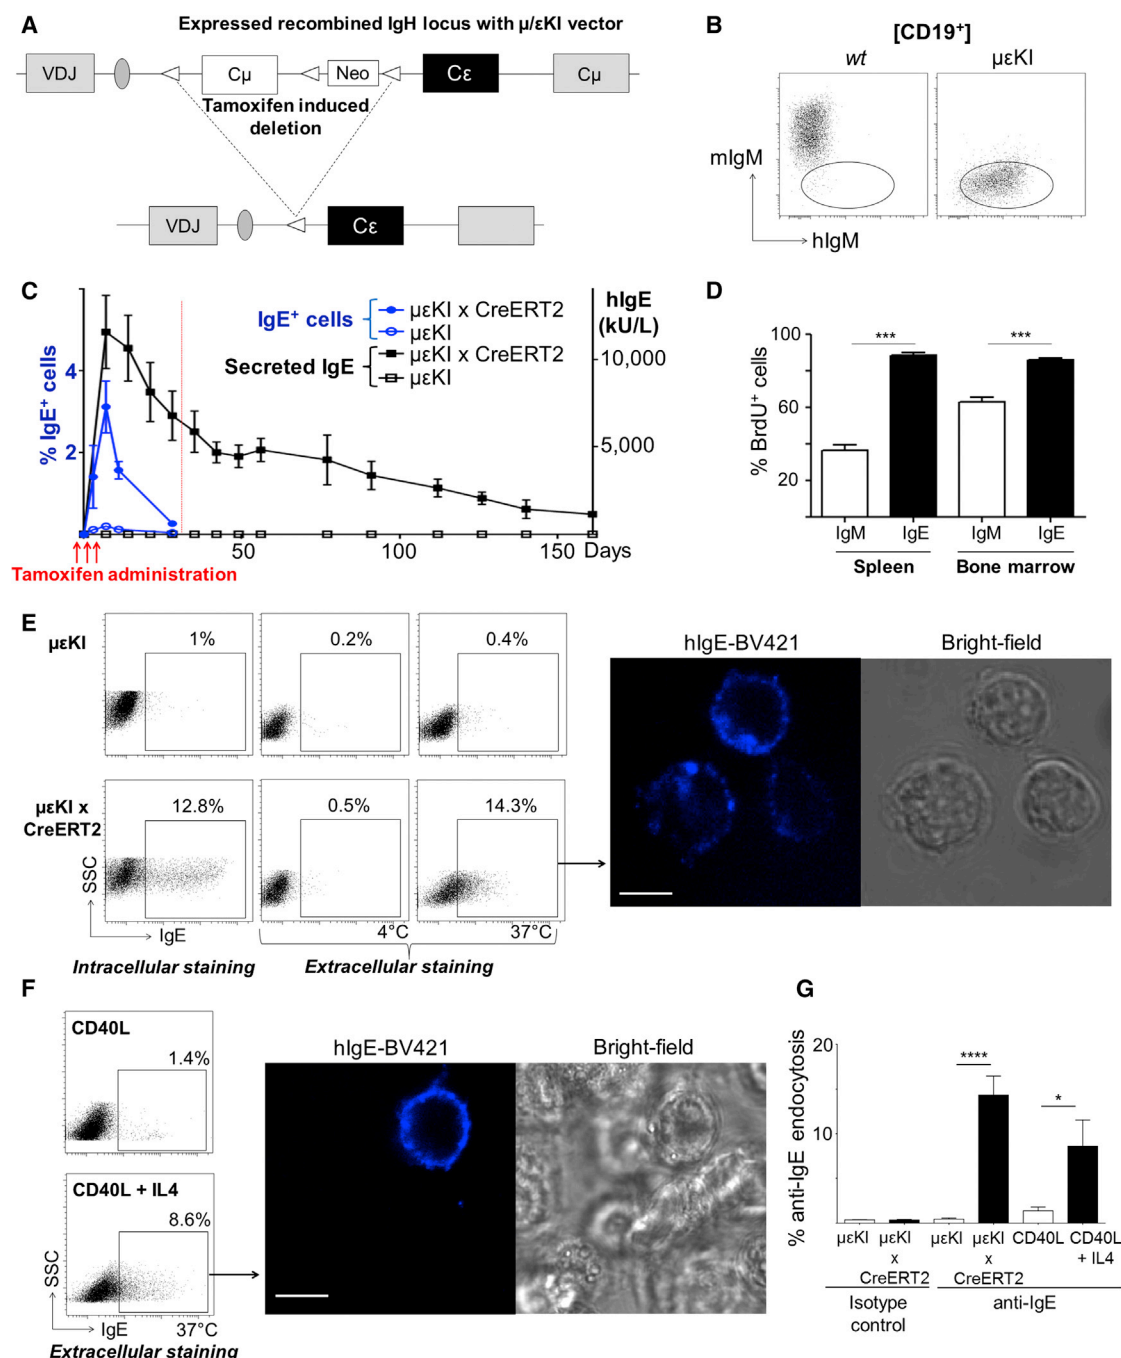 A
Expressed recombined IgH locus with μ/εKI vector
VDJ
Cμ
Neo
Cε
Cμ
Tamoxifen induced
deletion
VDJ
Cε
B
[CD19⁺]
wt
μεKI
mIgM
hIgM
C
IgE⁺ cells
μεKI x CreERT2
μεKI
Secreted IgE
μεKI x CreERT2
μεKI
hIgE
(kU/L)
10,000
5,000
% IgE⁺ cells
4
2
50
100
150
Days
Tamoxifen administration
D
% BrdU⁺ cells
100
60
20
***
***
IgM
IgE
IgM
IgE
Spleen
Bone marrow
E
μεKI
1%
0.2%
0.4%
μεKI x
CreERT2
12.8%
0.5%
14.3%
SSC
IgE
4°C
37°C
Intracellular staining
Extracellular staining
hIgE-BV421
Bright-field
F
CD40L
1.4%
CD40L + IL4
8.6%
SSC
IgE
37°C
Extracellular staining
hIgE-BV421
Bright-field
G
% anti-IgE endocytosis
20
10
****
*
μεKI
μεKI
x
CreERT2
μεKI
μεKI
x
CreERT2
CD40L
CD40L
+ IL4
Isotype
control
anti-IgE